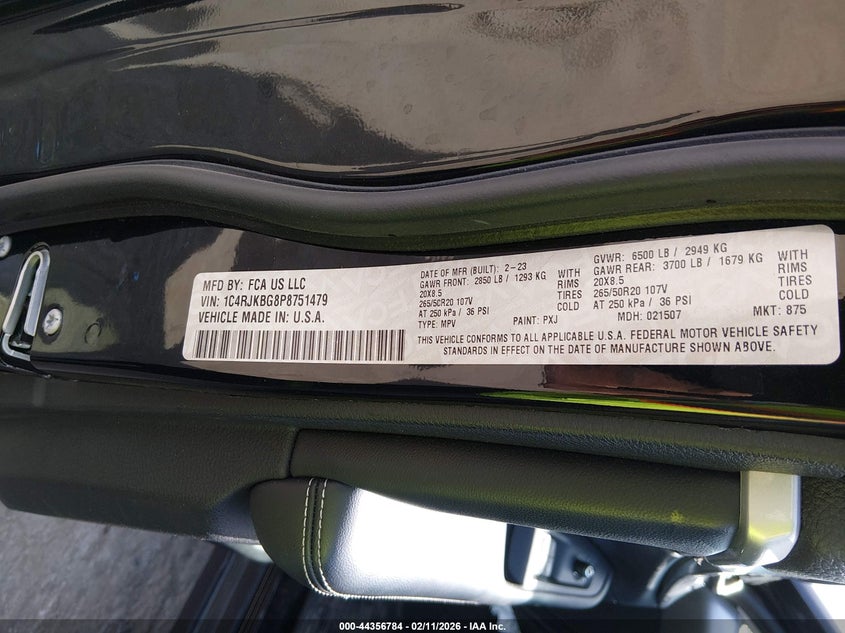 MFD BY: FCA US LLC
VIN: 1C4RJKBG8P8751479
VEHICLE MADE IN: U.S.A.
DATE OF MFR (BUILT): 2-23
GAWR FRONT: 2850 LB / 1293 KG WITH
20X8.5 RIMS
265/50R20 107V TIRES
AT 250 kPa / 36 PSI COLD
TYPE: MPV PAINT: PXJ
GVWR: 6500 LB / 2949 KG
GAWR REAR: 3700 LB / 1679 KG WITH
20X8.5 RIMS
265/50R20 107V TIRES
AT 250 kPa / 36 PSI COLD
MDH: 021507 MKT: 875
THIS VEHICLE CONFORMS TO ALL APPLICABLE U.S.A. FEDERAL MOTOR VEHICLE SAFETY
STANDARDS IN EFFECT ON THE DATE OF MANUFACTURE SHOWN ABOVE.
000-44356784 - 02/11/2026 - IAA Inc.